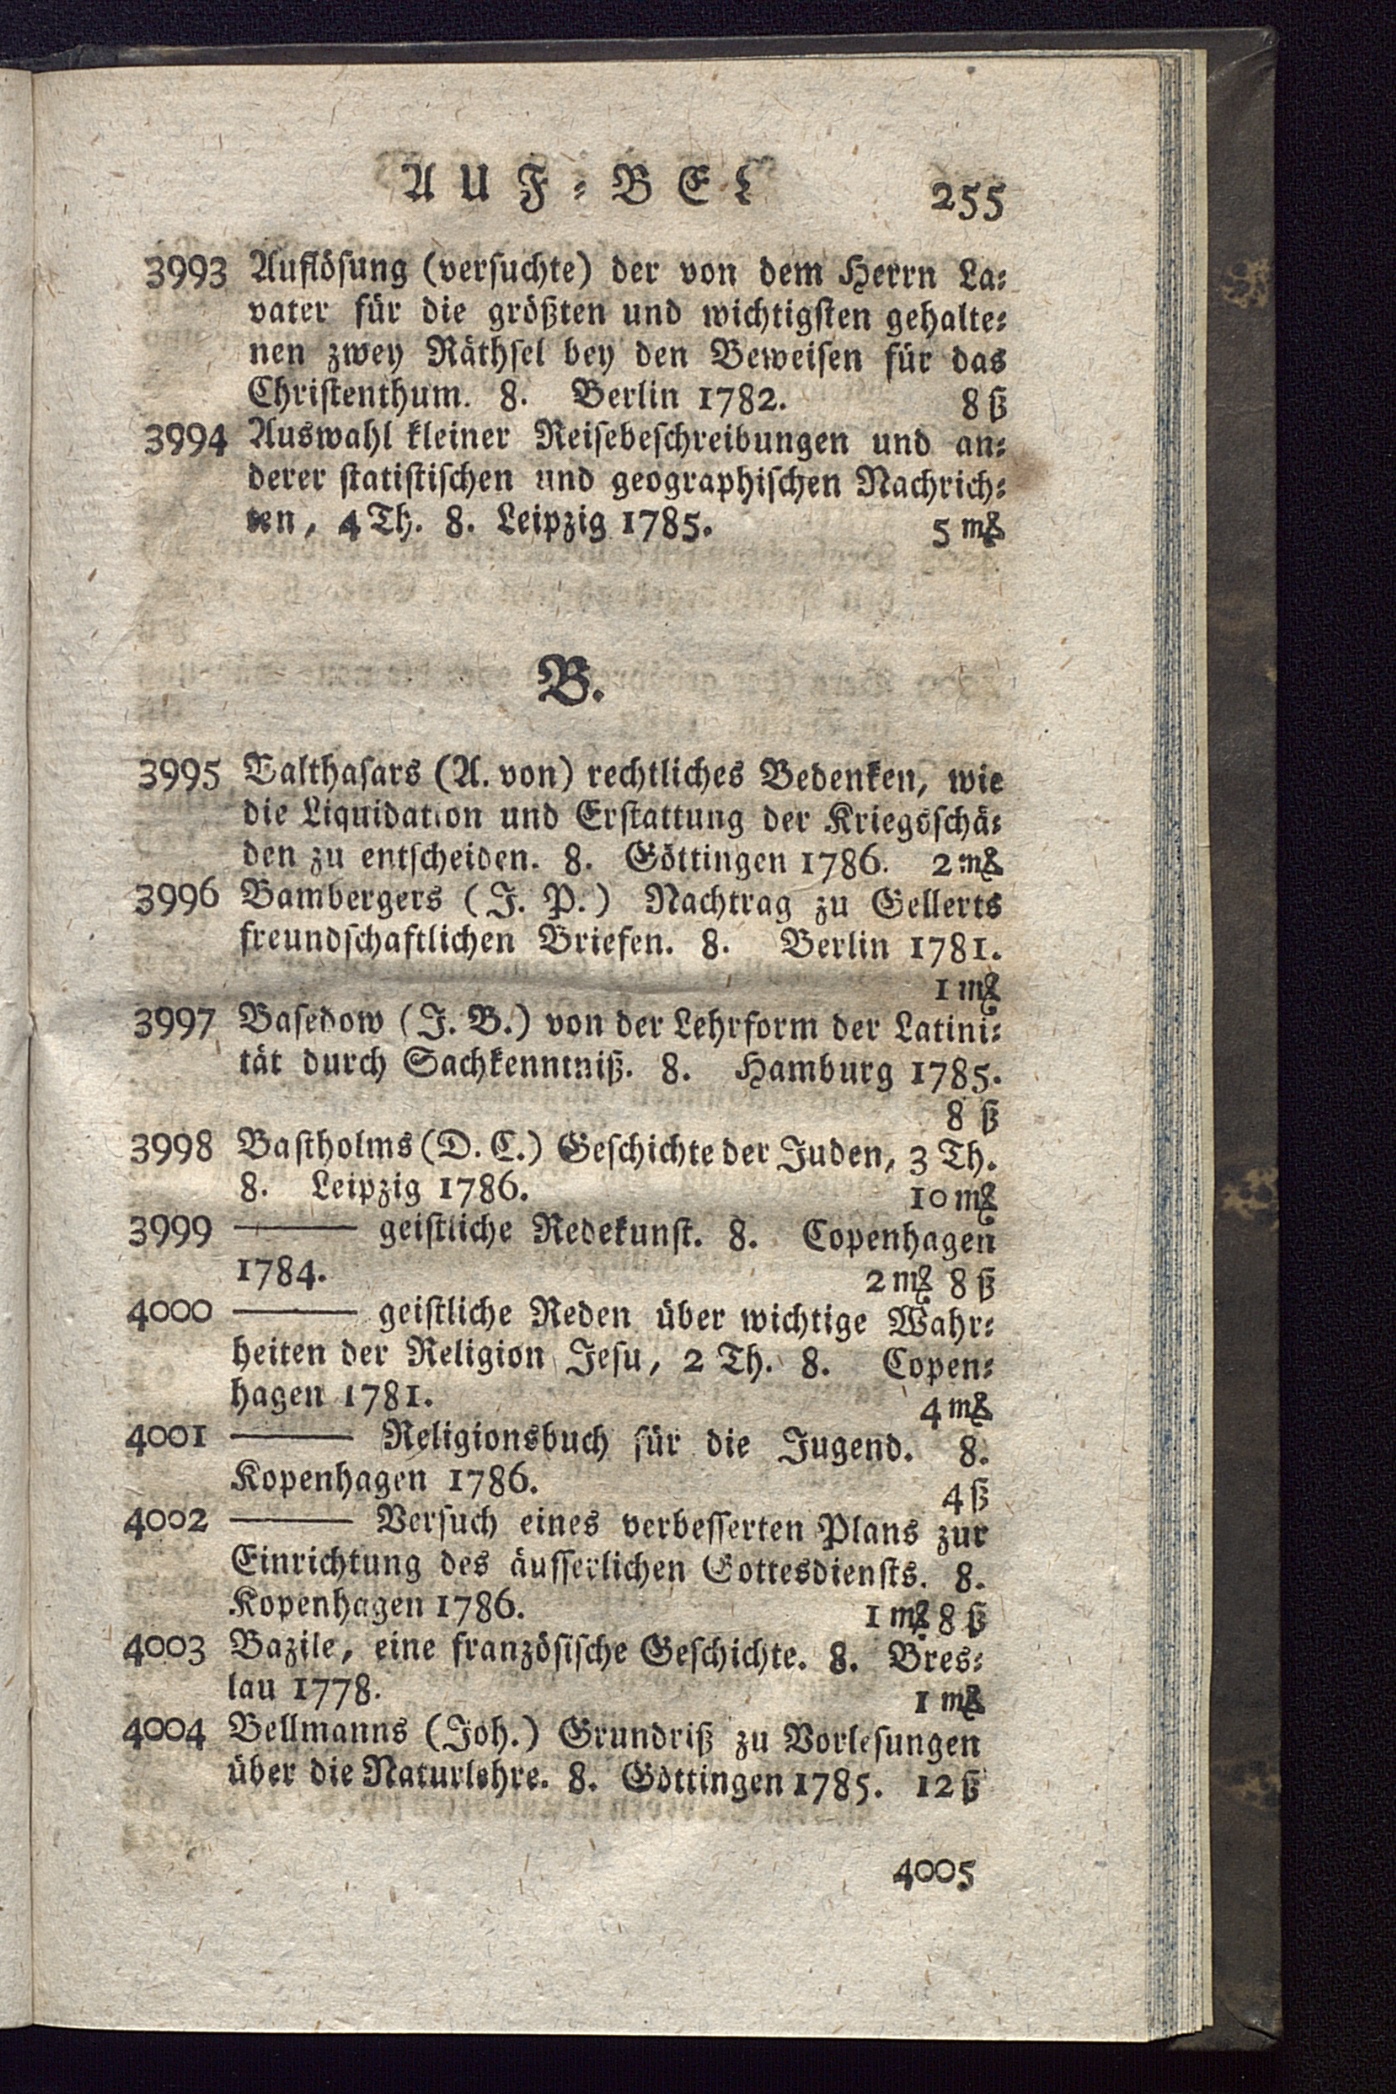 AUF-BEL 255
3993 Auflösung (versuchte) der von dem Herrn La-
vater für die größten und wichtigsten gehalte-
nen zwey Räthsel bey den Beweisen für das
Christenthum. 8. Berlin 1782. 8 ß
3994 Auswahl kleiner Reisebeschreibungen und an-
derer statistischen und geographischen Nachrich-
ten, 4 Th. 8. Leipzig 1785. 5 m₰
B.
3995 Balthasars (A. von) rechtliches Bedenken, wie
die Liquidation und Erstattung der Kriegsschä-
den zu entscheiden. 8. Göttingen 1786. 2 m₰
3996 Bambergers (J. P.) Nachtrag zu Gellerts
freundschaftlichen Briefen. 8. Berlin 1781.
1 m₰
3997 Basedow (J. B.) von der Lehrform der Latini-
tät durch Sachkenntniß. 8. Hamburg 1785.
8 ß
3998 Bastholms (D. C.) Geschichte der Juden, 3 Th.
8. Leipzig 1786. 10 m₰
3999 ——— geistliche Redekunst. 8. Copenhagen
1784. 2 m₰ 8 ß
4000 ——— geistliche Reden über wichtige Wahr-
heiten der Religion Jesu, 2 Th. 8. Copen-
hagen 1781. 4 m₰
4001 ——— Religionsbuch für die Jugend. 8.
Kopenhagen 1786. 4 ß
4002 ——— Versuch eines verbesserten Plans zur
Einrichtung des äusserlichen Gottesdiensts. 8.
Kopenhagen 1786. 1 m₰ 8 ß
4003 Bazile, eine französische Geschichte. 8. Bres-
lau 1778. 1 m₰
4004 Bellmanns (Joh.) Grundriß zu Vorlesungen
über die Naturlehre. 8. Göttingen 1785. 12 ß
4005